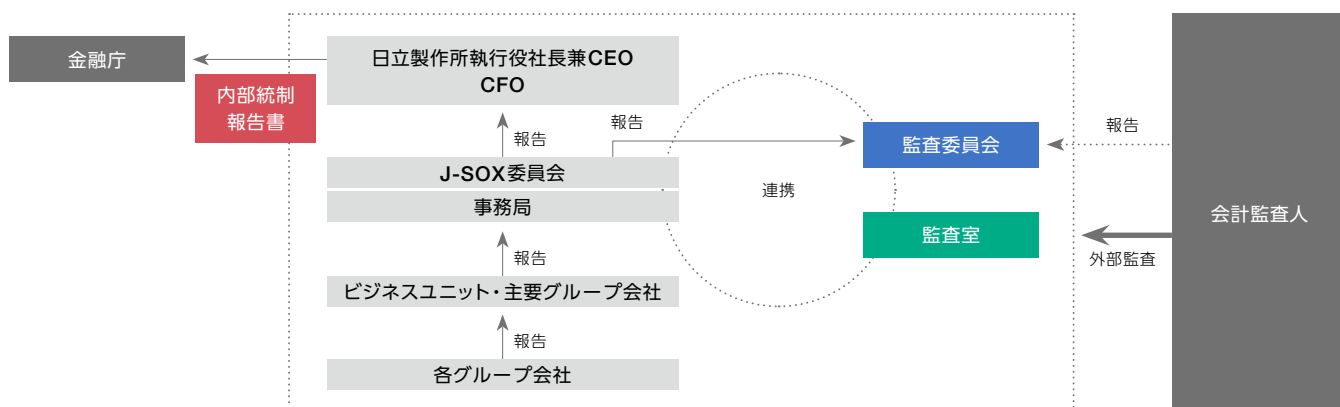 金融庁
内部統制
報告書
日立製作所執行役社長兼CEO
CFO
報告
報告
J-SOX委員会
事務局
報告
ビジネスユニット・主要グループ会社
報告
各グループ会社
連携
監査委員会
監査室
報告
外部監査
会計監査人